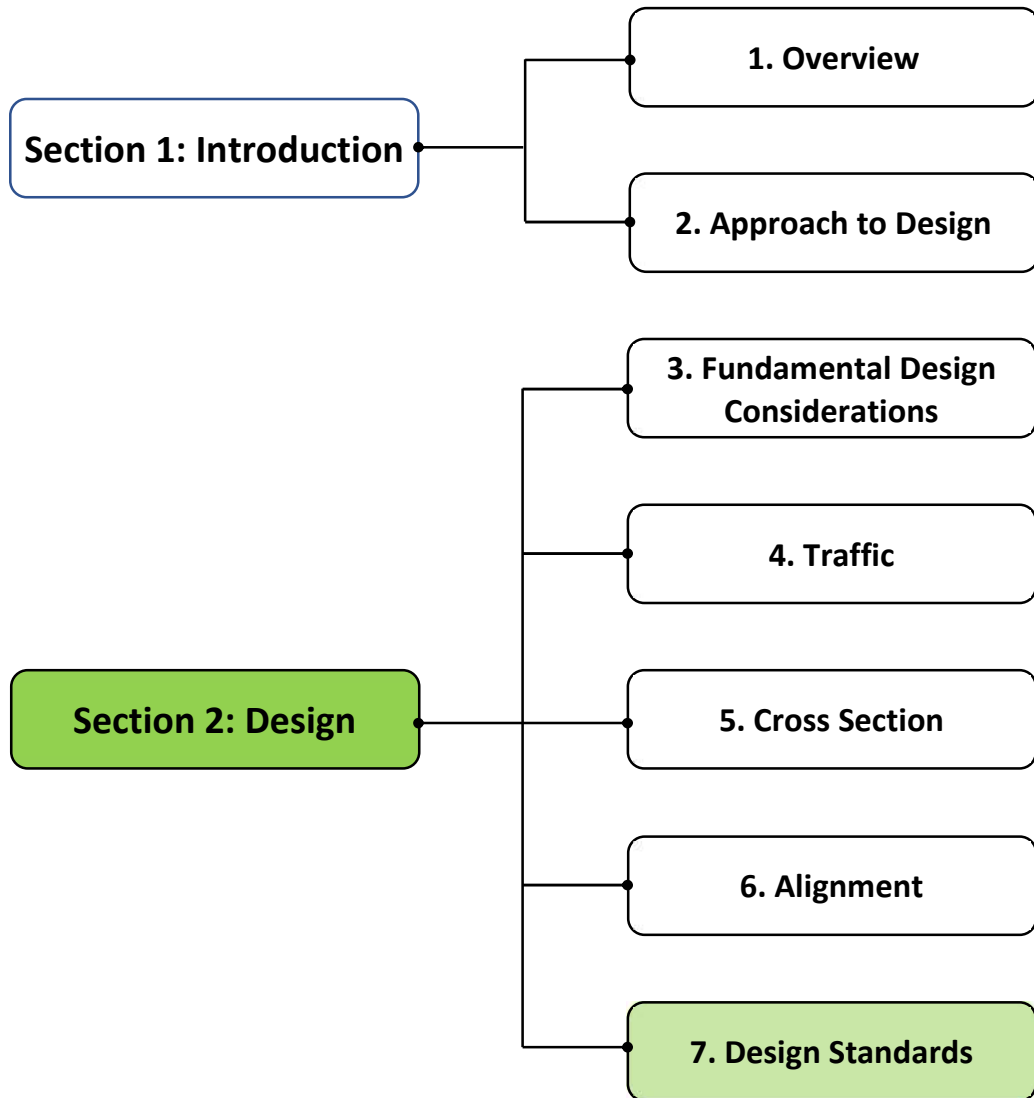 Section 1: Introduction
1. Overview
2. Approach to Design
Section 2: Design
3. Fundamental Design
Considerations
4. Traffic
5. Cross Section
6. Alignment
7. Design Standards